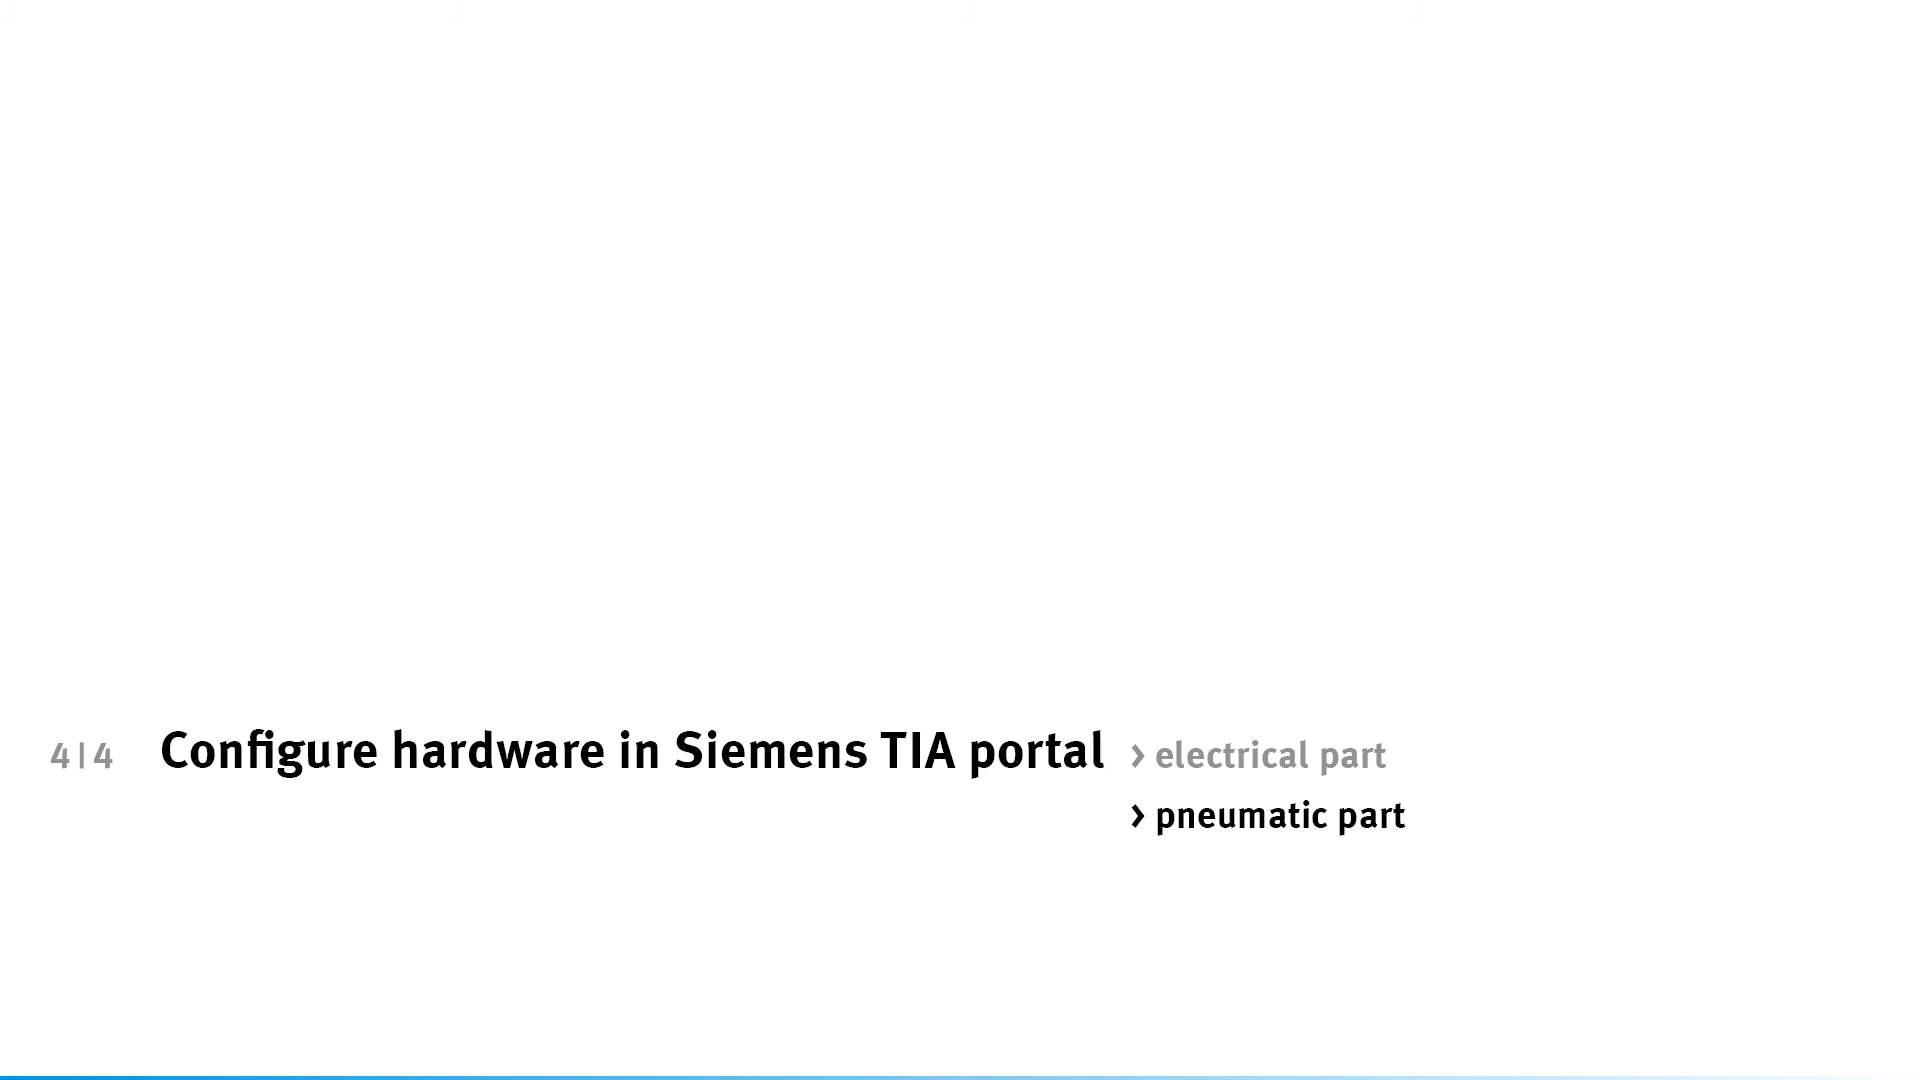 4|4 Configure hardware in Siemens TIA portal > electrical part
> pneumatic part